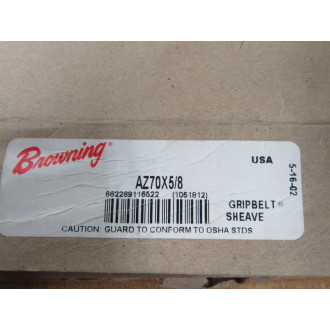 Browning®
USA
AZ70X5/8
662289116522 (1051812)
GRIPBELT®
SHEAVE
CAUTION: GUARD TO CONFORM TO OSHA STDS
5-16-02